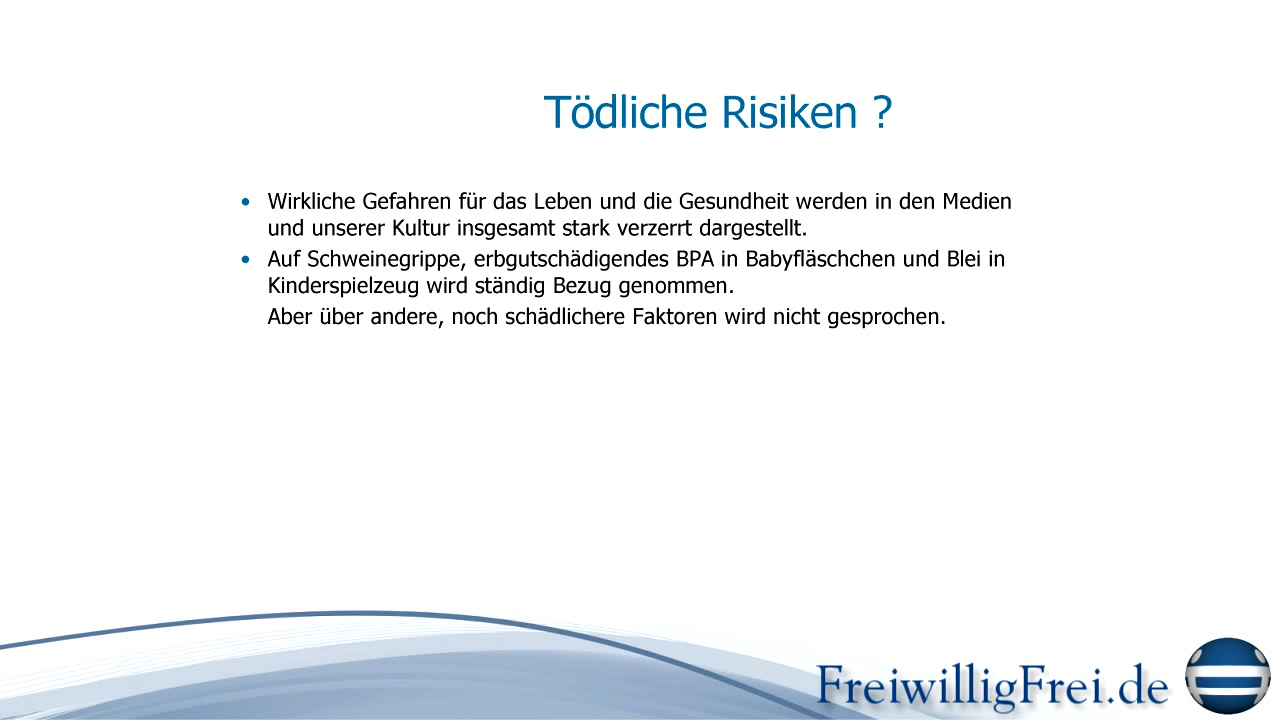 Tödliche Risiken ?
• Wirkliche Gefahren für das Leben und die Gesundheit werden in den Medien
und unserer Kultur insgesamt stark verzerrt dargestellt.
• Auf Schweinegrippe, erbgutschädigendes BPA in Babyfläschchen und Blei in
Kinderspielzeug wird ständig Bezug genommen.
Aber über andere, noch schädlichere Faktoren wird nicht gesprochen.
FreiwilligFrei.de